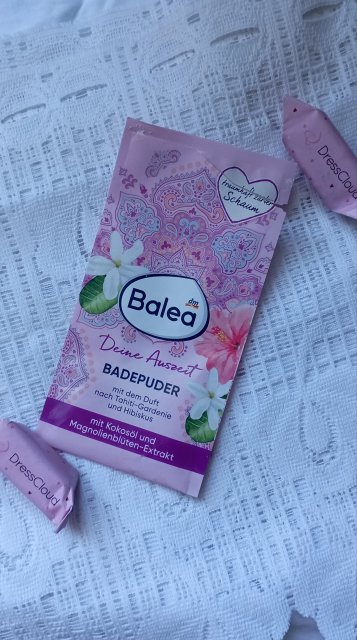 DressCloud
traumhaft zarter
Schaum
dm
Balea
Deine Auszeit
BADEPUDER
mit dem Duft
nach Tahiti-Gardenie
und Hibiskus
mit Kokosöl und
Magnolienblüten-Extrakt
DressCloud